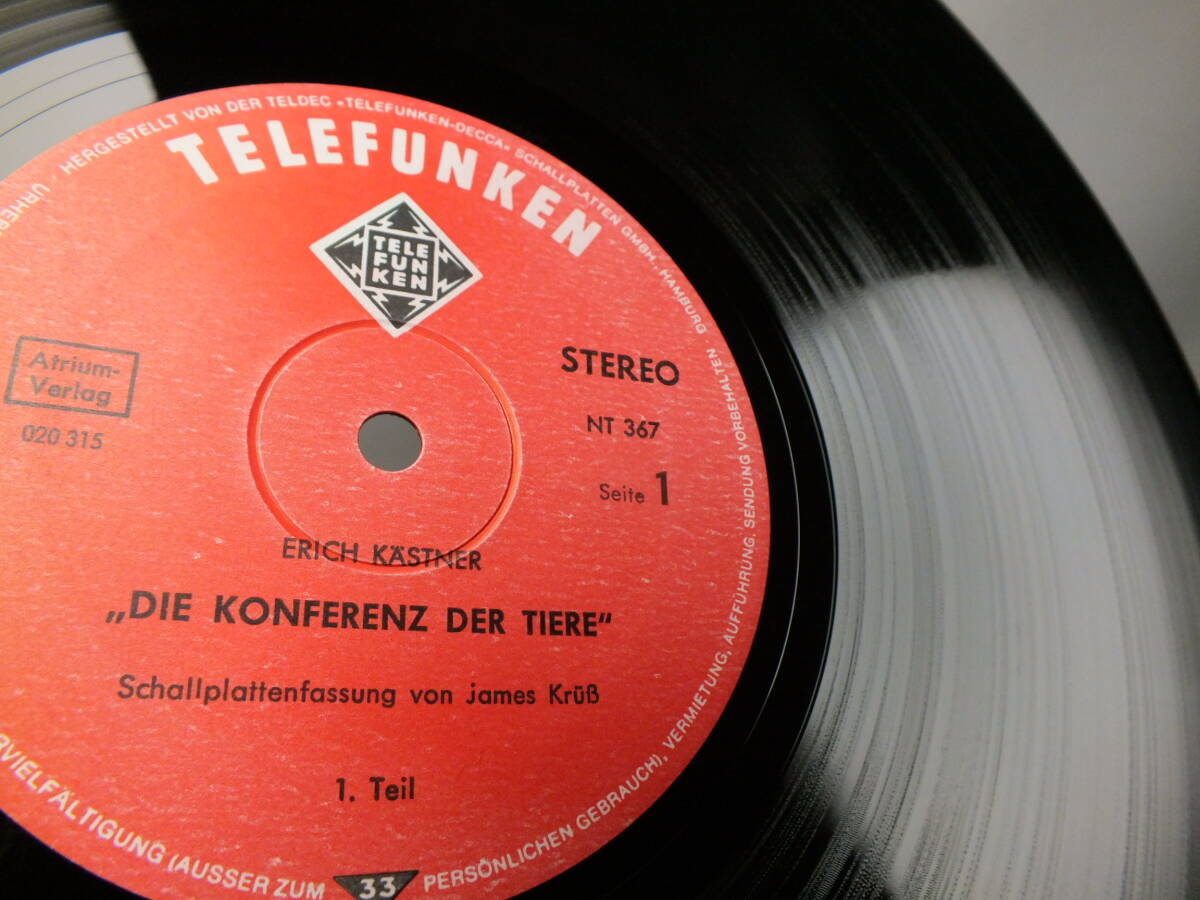 HERGESTELLT VON DER TELDEC »TELEFUNKEN-DECCA« SCHALLPLATTEN GMBH., HAMBURG
TELEFUNKEN
TELE
FUN
KEN
Atrium-
Verlag
020 315
STEREO
NT 367
Seite 1
ERICH KÄSTNER
„DIE KONFERENZ DER TIERE“
Schallplattenfassung von James Krüß
1. Teil
(AUSSER ZUM PERSÖNLICHEN GEBRAUCH), VERMIETUNG, AUFFÜHRUNG, SENDUNG VORBEHALTEN
33